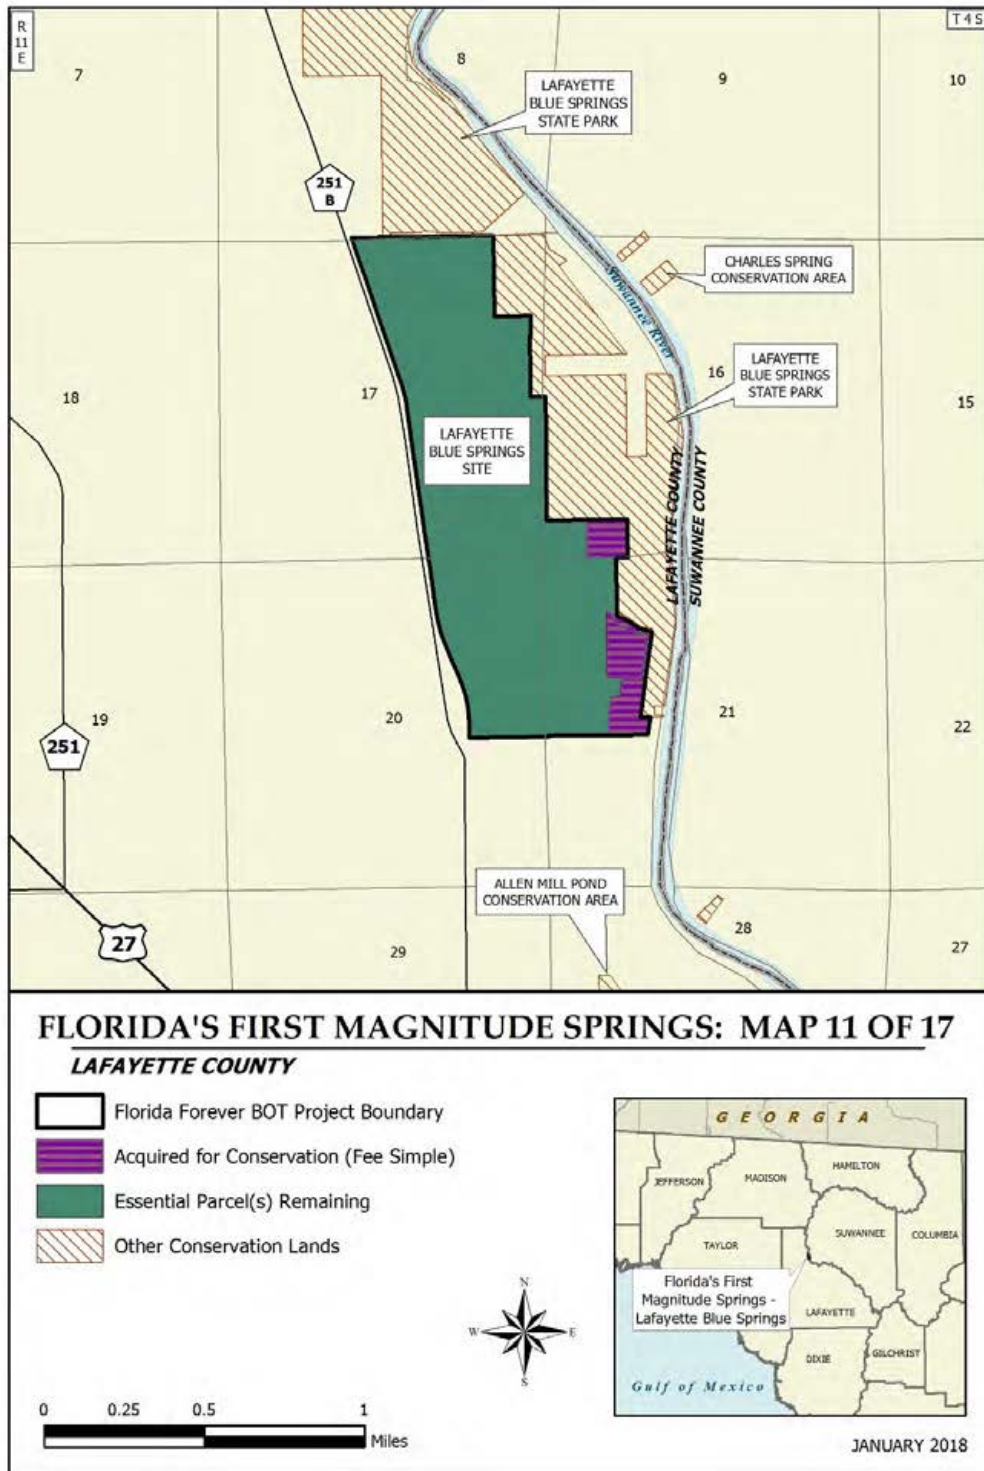 R
11
E
T 4 S
7
8
9
10
LAFAYETTE
BLUE SPRINGS
STATE PARK
251
B
CHARLES SPRING
CONSERVATION AREA
Suwannee River
LAFAYETTE
BLUE SPRINGS
STATE PARK
18
17
16
15
LAFAYETTE
BLUE SPRINGS
SITE
LAFAYETTE COUNTY
SUWANNEE COUNTY
19
20
21
22
251
ALLEN MILL POND
CONSERVATION AREA
27
29
28
27
FLORIDA'S FIRST MAGNITUDE SPRINGS: MAP 11 OF 17
LAFAYETTE COUNTY
Florida Forever BOT Project Boundary
Acquired for Conservation (Fee Simple)
Essential Parcel(s) Remaining
Other Conservation Lands
N
W
E
S
0 0.25 0.5 1
Miles
GEORGIA
JEFFERSON
MADISON
HAMILTON
TAYLOR
SUWANNEE
COLUMBIA
Florida's First
Magnitude Springs -
Lafayette Blue Springs
LAFAYETTE
DIXIE
GILCHRIST
Gulf of Mexico
JANUARY 2018